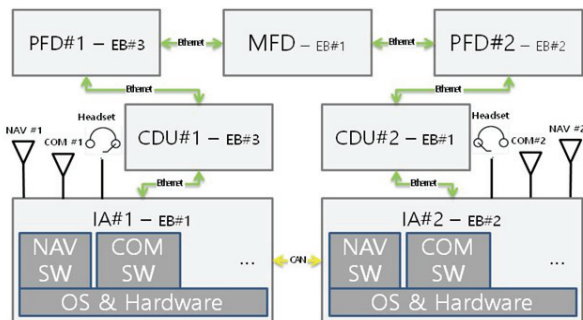 PFD#1 – EB#3
Ethernet
MFD – EB#1
Ethernet
PFD#2 – EB#2
Ethernet
Ethernet
NAV #1
COM #1
Headset
CDU#1 – EB#3
CDU#2 – EB#1
Headset
COM#2
NAV #2
Ethernet
Ethernet
IA#1 – EB#1
NAV
SW
COM
SW
...
OS & Hardware
CAN
IA#2 – EB#2
NAV
SW
COM
SW
...
OS & Hardware